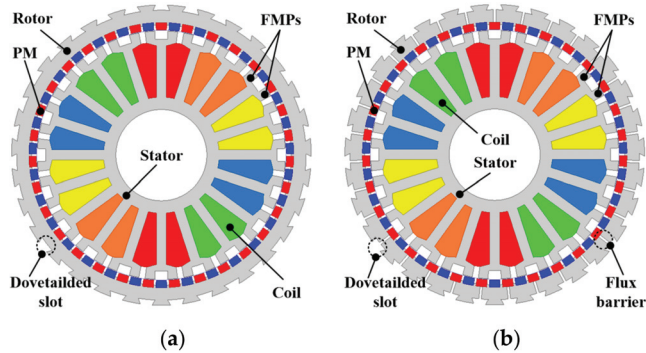 Rotor
FMPs
PM
Stator
Dovetailded
slot
Coil
(a)
Rotor
FMPs
PM
Coil
Stator
Dovetailded
slot
Flux
barrier
(b)